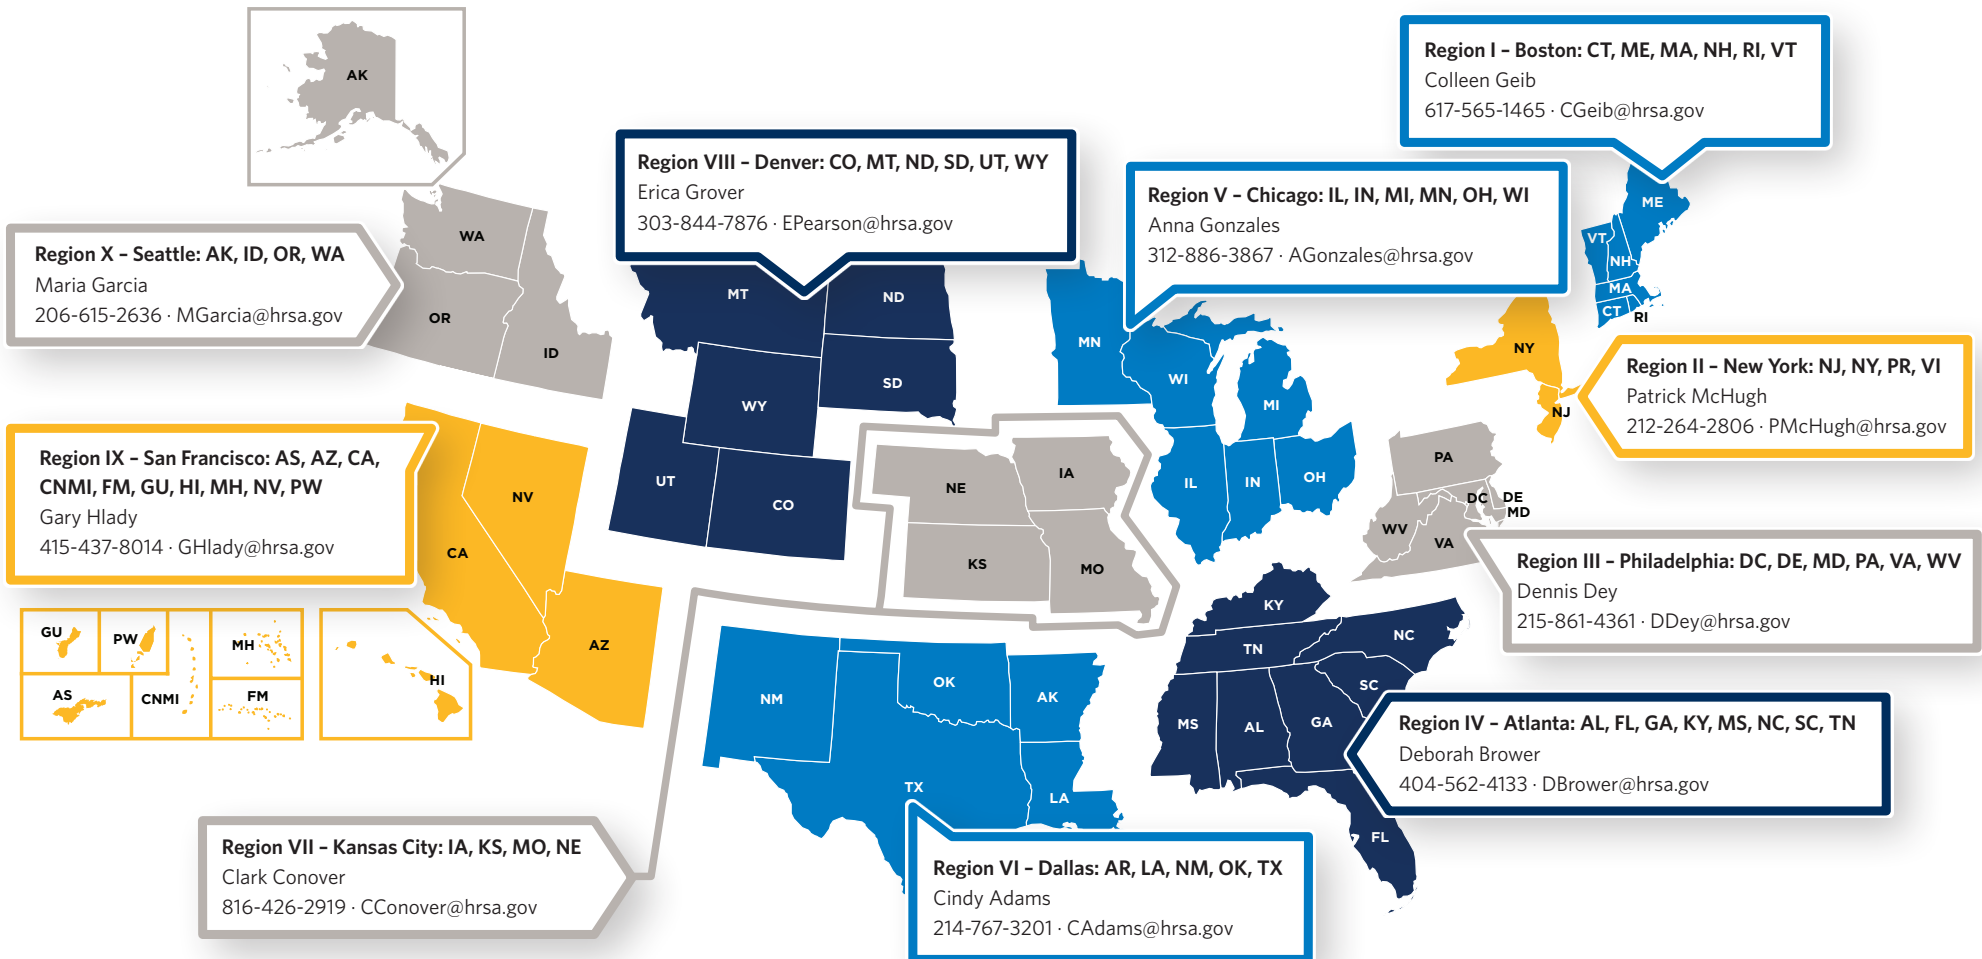 AK
Region I – Boston: CT, ME, MA, NH, RI, VT
Colleen Geib
617-565-1465 · CGeib@hrsa.gov
Region VIII – Denver: CO, MT, ND, SD, UT, WY
Erica Grover
303-844-7876 · EPearson@hrsa.gov
Region V – Chicago: IL, IN, MI, MN, OH, WI
Anna Gonzales
312-886-3867 · AGonzales@hrsa.gov
Region X – Seattle: AK, ID, OR, WA
Maria Garcia
206-615-2636 · MGarcia@hrsa.gov
WA
OR
ID
MT
ND
SD
WY
UT
CO
MN
WI
MI
IL
IN
OH
ME
VT
NH
MA
CT
RI
NY
NJ
Region II – New York: NJ, NY, PR, VI
Patrick McHugh
212-264-2806 · PMcHugh@hrsa.gov
Region IX – San Francisco: AS, AZ, CA,
CNMI, FM, GU, HI, MH, NV, PW
Gary Hlady
415-437-8014 · GHlady@hrsa.gov
NV
CA
AZ
NE
IA
KS
MO
PA
DC
DE
MD
WV
VA
Region III – Philadelphia: DC, DE, MD, PA, VA, WV
Dennis Dey
215-861-4361 · DDey@hrsa.gov
GU
PW
MH
AS
CNMI
FM
HI
KY
TN
NC
SC
MS
AL
GA
FL
NM
OK
AK
TX
LA
Region IV – Atlanta: AL, FL, GA, KY, MS, NC, SC, TN
Deborah Brower
404-562-4133 · DBrower@hrsa.gov
Region VII – Kansas City: IA, KS, MO, NE
Clark Conover
816-426-2919 · CConover@hrsa.gov
Region VI – Dallas: AR, LA, NM, OK, TX
Cindy Adams
214-767-3201 · CAdams@hrsa.gov